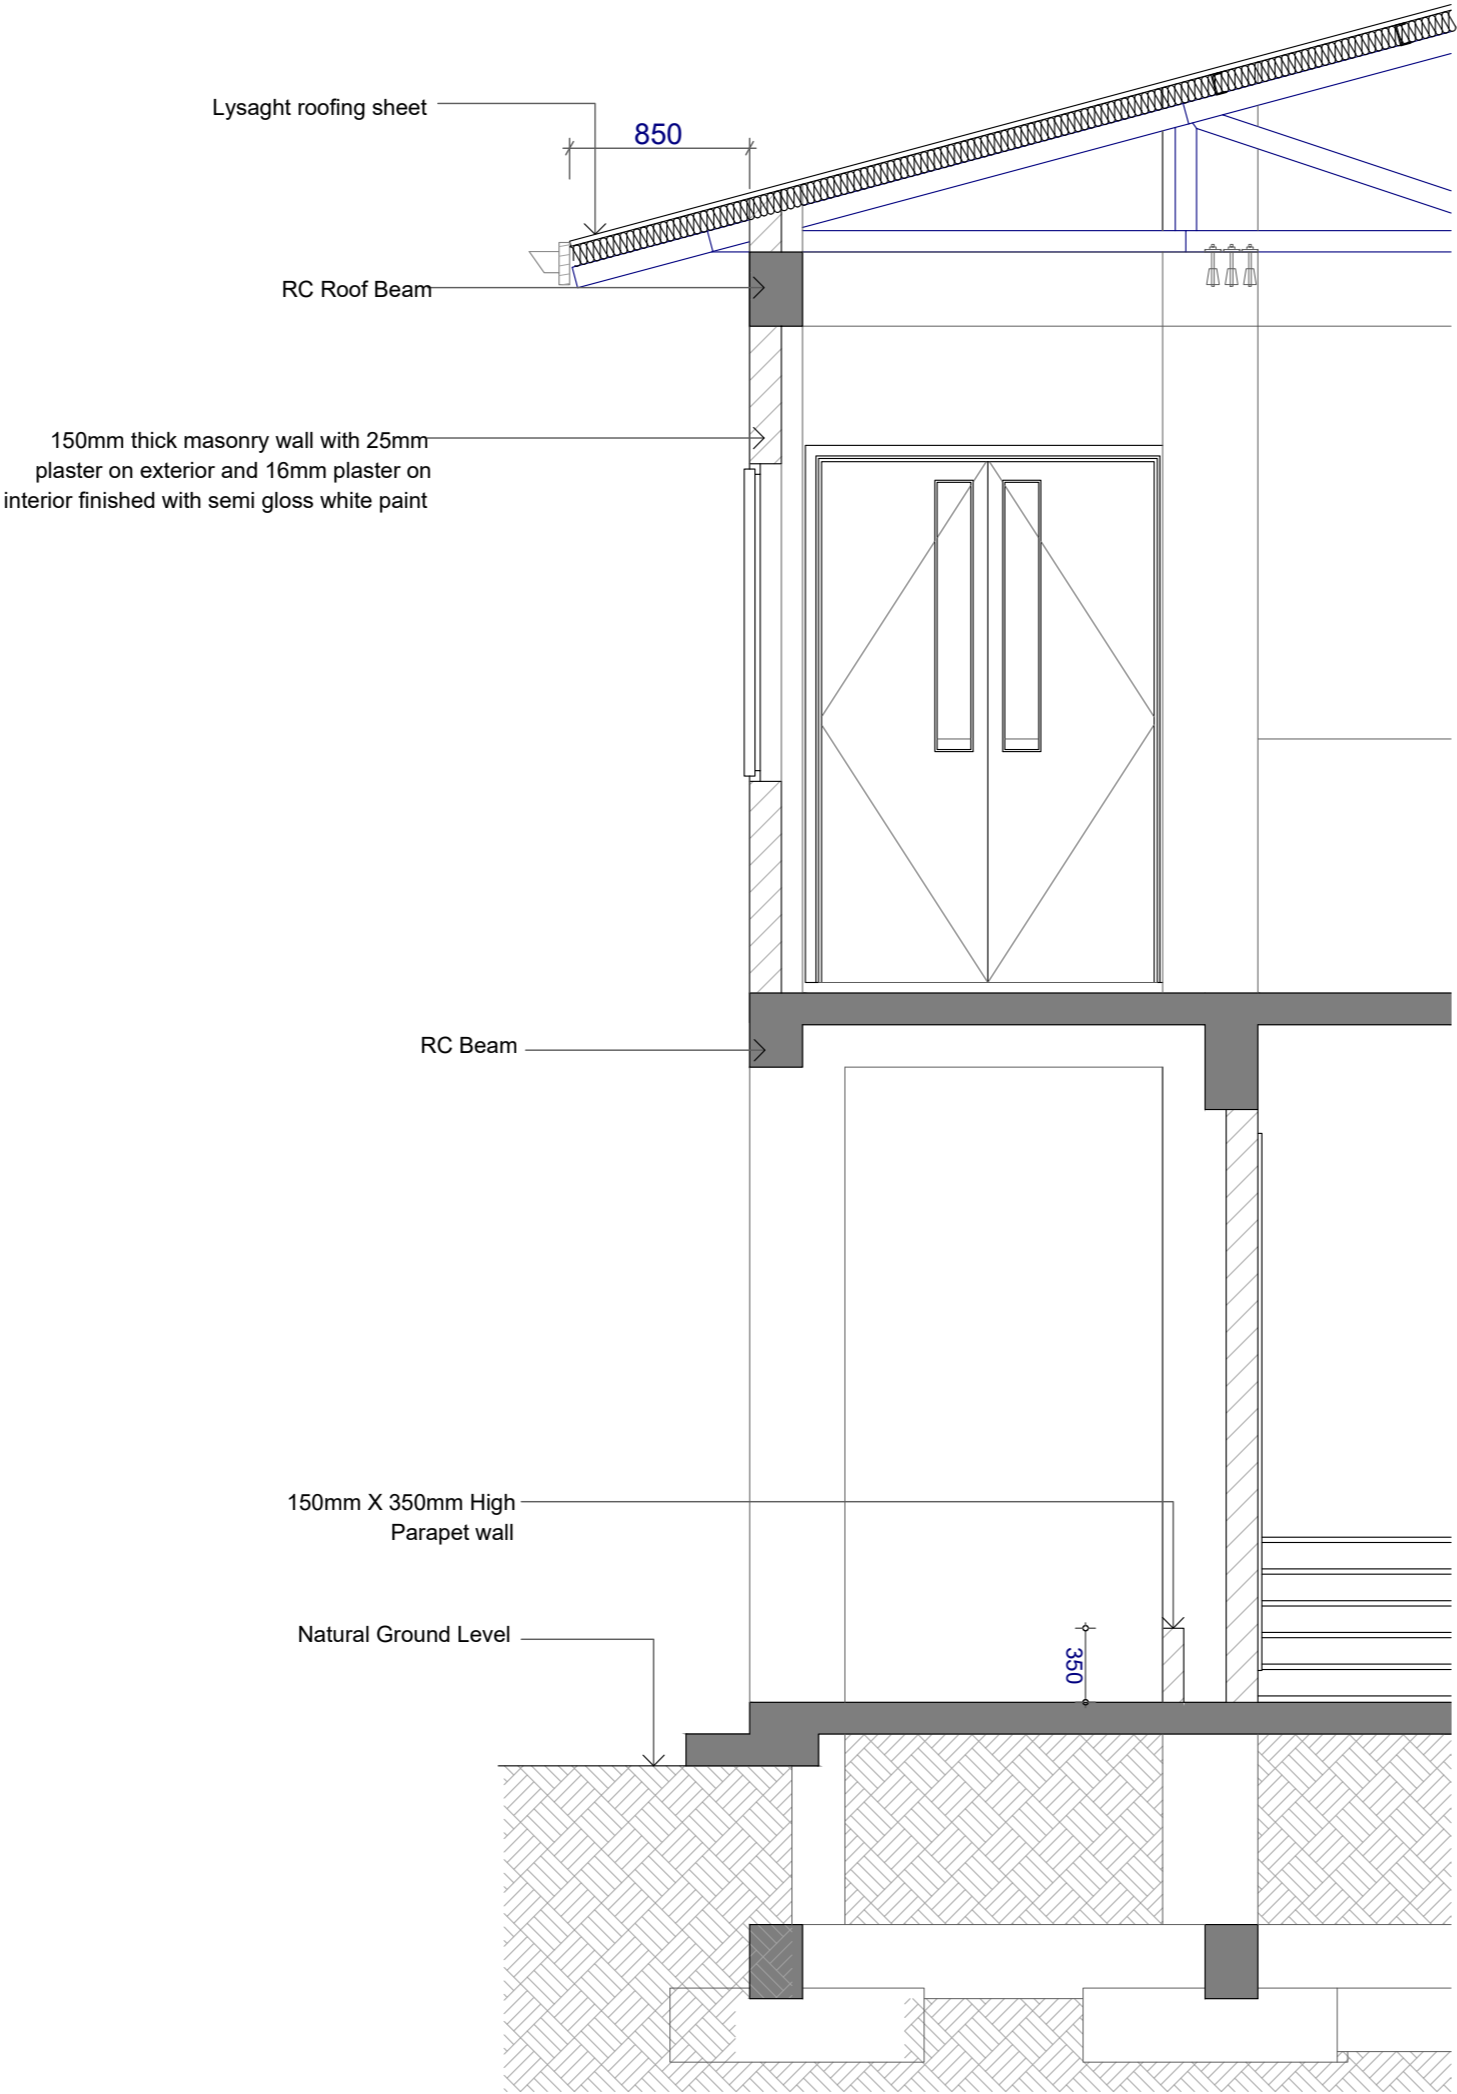 Lysaght roofing sheet
850
RC Roof Beam
150mm thick masonry wall with 25mm
plaster on exterior and 16mm plaster on
interior finished with semi gloss white paint
RC Beam
150mm X 350mm High
Parapet wall
Natural Ground Level
350